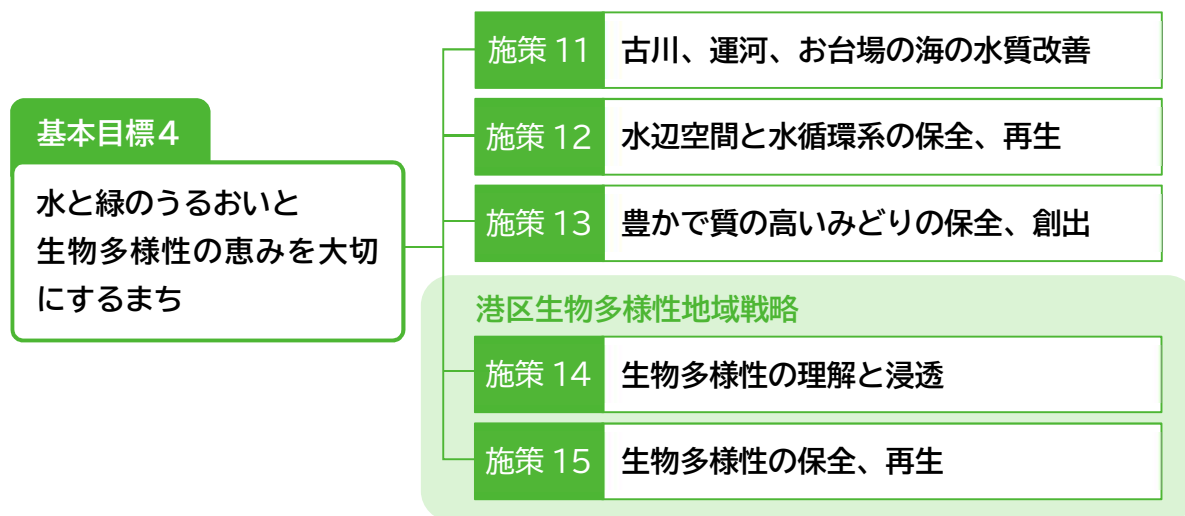 基本目標4
水と緑のうるおいと
生物多様性の恵みを大切
にするまち
施策 11 古川、運河、お台場の海の水質改善
施策 12 水辺空間と水循環系の保全、再生
施策 13 豊かで質の高いみどりの保全、創出
港区生物多様性地域戦略
施策 14 生物多様性の理解と浸透
施策 15 生物多様性の保全、再生